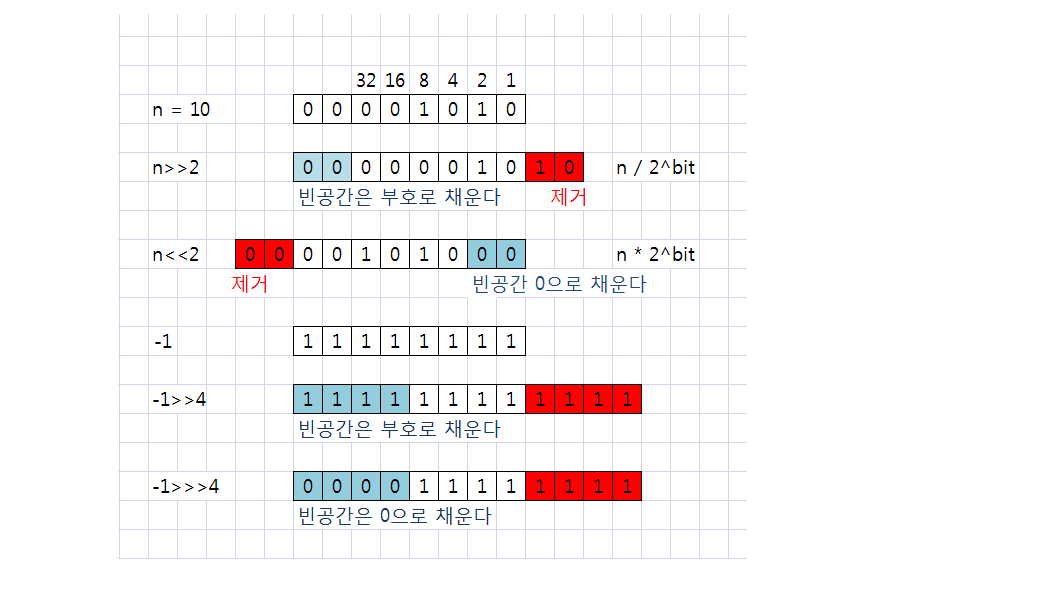 32 16 8 4 2 1
n = 10 0 0 0 0 1 0 1 0
n>>2 0 0 0 0 0 0 1 0 1 0 n / 2^bit
빈공간은 부호로 채운다 제거
n<<2 0 0 0 0 1 0 1 0 0 0 n * 2^bit
제거 빈공간 0으로 채운다
-1 1 1 1 1 1 1 1 1
-1>>4 1 1 1 1 1 1 1 1 1 1 1 1
빈공간은 부호로 채운다
-1>>>4 0 0 0 0 1 1 1 1 1 1 1 1
빈공간은 0으로 채운다